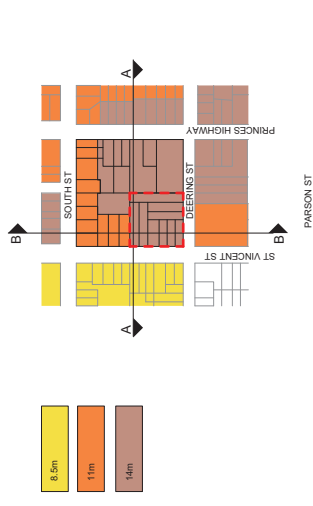 A
PRINCES HIGHWAY
SOUTH ST
DEERING ST
PARSON ST
B
B
ST VINCENT ST
A
8.5m
11m
14m